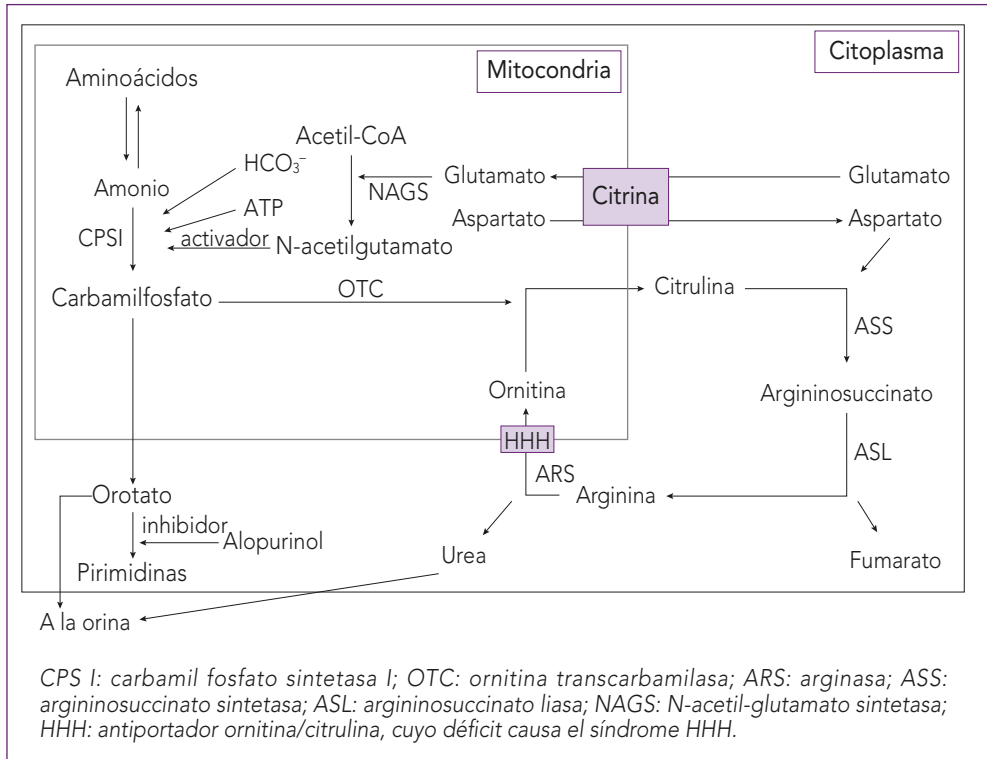 Citoplasma
Mitocondria
Aminoácidos
Acetil-CoA
HCO₃⁻
Amonio
NAGS
Glutamato
Citrina
Glutamato
ATP
Aspartato
Aspartato
CPSI
activador
N-acetilgutamato
Carbamilfosfato
OTC
Citrulina
ASS
Ornitina
Argininosuccinato
HHH
ASL
ARS
Orotato
Arginina
inhibidor
Alopurinol
Urea
Fumarato
Pirimidinas
A la orina
CPS I: carbamil fosfato sintetasa I; OTC: ornitina transcarbamilasa; ARS: arginasa; ASS:
argininosuccinato sintetasa; ASL: argininosuccinato liasa; NAGS: N-acetil-glutamato sintetasa;
HHH: antiportador ornitina/citrulina, cuyo déficit causa el síndrome HHH.